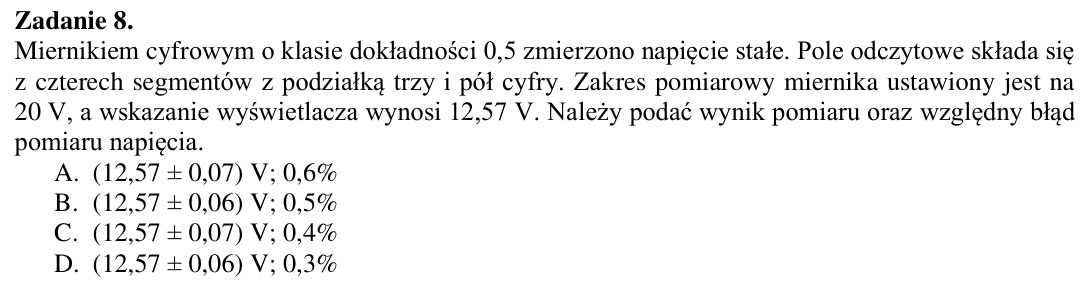 Zadanie 8.
Miernikiem cyfrowym o klasie dokładności 0,5 zmierzono napięcie stałe. Pole odczytowe składa się
z czterech segmentów z podziałką trzy i pół cyfry. Zakres pomiarowy miernika ustawiony jest na
20 V, a wskazanie wyświetlacza wynosi 12,57 V. Należy podać wynik pomiaru oraz względny błąd
pomiaru napięcia.
A. (12,57 ± 0,07) V; 0,6%
B. (12,57 ± 0,06) V; 0,5%
C. (12,57 ± 0,07) V; 0,4%
D. (12,57 ± 0,06) V; 0,3%